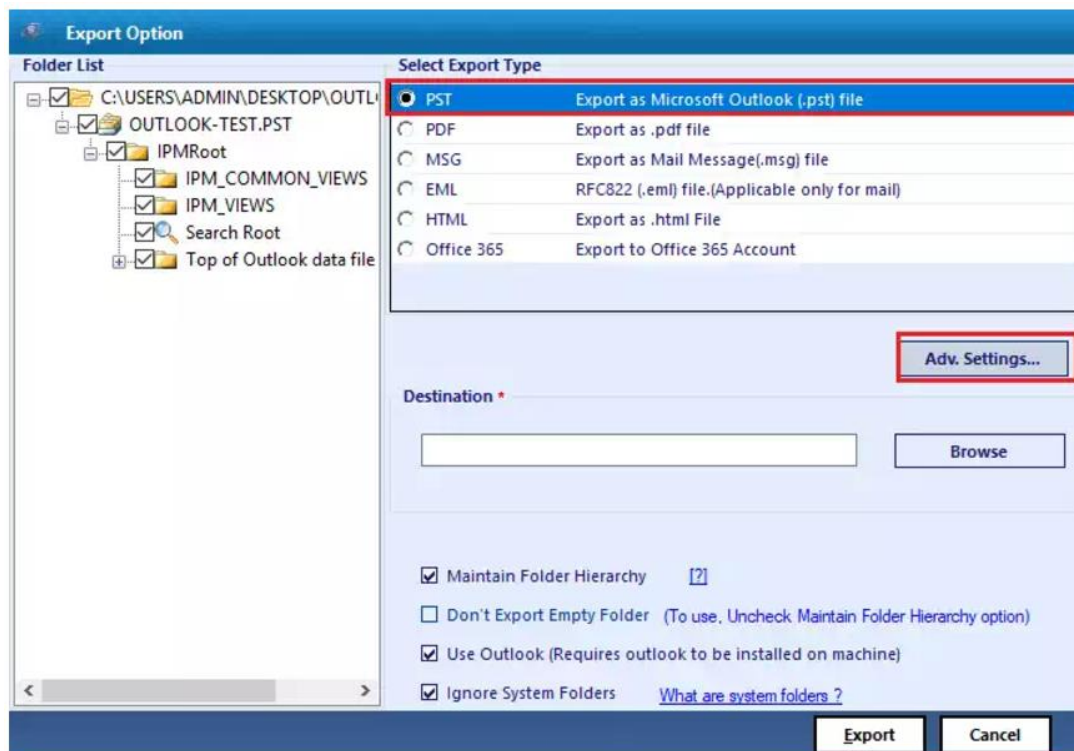 Export Option
Folder List
C:\USERS\ADMIN\DESKTOP\OUTL
OUTLOOK-TEST.PST
IPMRoot
IPM_COMMON_VIEWS
IPM_VIEWS
Search Root
Top of Outlook data file
Select Export Type
PST Export as Microsoft Outlook (.pst) file
PDF Export as .pdf file
MSG Export as Mail Message(.msg) file
EML RFC822 (.eml) file.(Applicable only for mail)
HTML Export as .html File
Office 365 Export to Office 365 Account
Adv. Settings...
Destination *
Browse
Maintain Folder Hierarchy [?]
Don't Export Empty Folder (To use, Uncheck Maintain Folder Hierarchy option)
Use Outlook (Requires outlook to be installed on machine)
Ignore System Folders What are system folders ?
Export Cancel